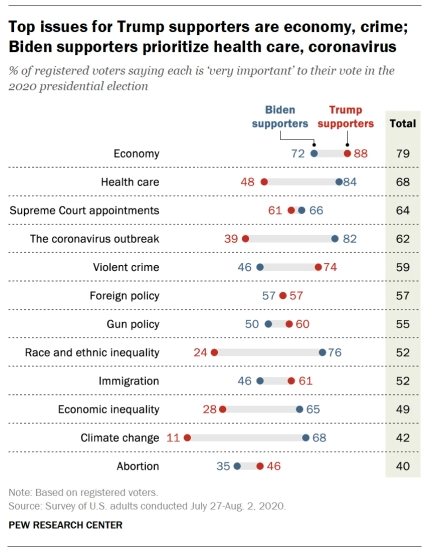 Top issues for Trump supporters are economy, crime;
Biden supporters prioritize health care, coronavirus
% of registered voters saying each is ‘very important’ to their vote in the
2020 presidential election
Biden supporters
Trump supporters
Total
Economy 72 88 79
Health care 48 84 68
Supreme Court appointments 61 66 64
The coronavirus outbreak 39 82 62
Violent crime 46 74 59
Foreign policy 57 57 57
Gun policy 50 60 55
Race and ethnic inequality 24 76 52
Immigration 46 61 52
Economic inequality 28 65 49
Climate change 11 68 42
Abortion 35 46 40
Note: Based on registered voters.
Source: Survey of U.S. adults conducted July 27-Aug. 2, 2020.
PEW RESEARCH CENTER